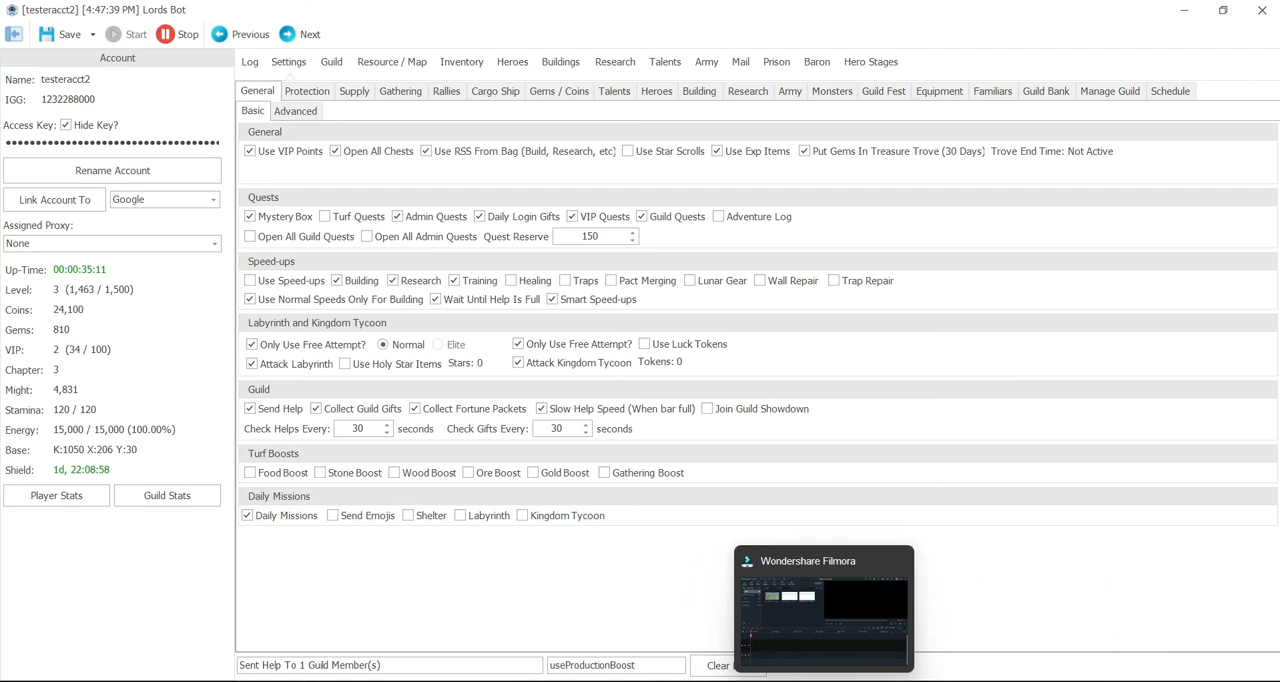 [testeracct2] [4:47:39 PM] Lords Bot
Save Start Stop Previous Next
Account
Name: testeracct2
IGG: 1232288000
Access Key: Hide Key?
Rename Account
Link Account To Google
Assigned Proxy:
None
Up-Time: 00:00:35:11
Level: 3 (1,463 / 1,500)
Coins: 24,100
Gems: 810
VIP: 2 (34 / 100)
Chapter: 3
Might: 4,831
Stamina: 120 / 120
Energy: 15,000 / 15,000 (100.00%)
Base: K:1050 X:206 Y:30
Shield: 1d, 22:08:58
Player Stats Guild Stats
Log Settings Guild Resource / Map Inventory Heroes Buildings Research Talents Army Mail Prison Baron Hero Stages
General Protection Supply Gathering Rallies Cargo Ship Gems / Coins Talents Heroes Building Research Army Monsters Guild Fest Equipment Familiars Guild Bank Manage Guild Schedule
Basic Advanced
General
Use VIP Points Open All Chests Use RSS From Bag (Build, Research, etc) Use Star Scrolls Use Exp Items Put Gems In Treasure Trove (30 Days) Trove End Time: Not Active
Quests
Mystery Box Turf Quests Admin Quests Daily Login Gifts VIP Quests Guild Quests Adventure Log
Open All Guild Quests Open All Admin Quests Quest Reserve 150
Speed-ups
Use Speed-ups Building Research Training Healing Traps Pact Merging Lunar Gear Wall Repair Trap Repair
Use Normal Speeds Only For Building Wait Until Help Is Full Smart Speed-ups
Labyrinth and Kingdom Tycoon
Only Use Free Attempt? Normal Elite Only Use Free Attempt? Use Luck Tokens
Attack Labyrinth Use Holy Star Items Stars: 0 Attack Kingdom Tycoon Tokens: 0
Guild
Send Help Collect Guild Gifts Collect Fortune Packets Slow Help Speed (When bar full) Join Guild Showdown
Check Helps Every: 30 seconds Check Gifts Every: 30 seconds
Turf Boosts
Food Boost Stone Boost Wood Boost Ore Boost Gold Boost Gathering Boost
Daily Missions
Daily Missions Send Emojis Shelter Labyrinth Kingdom Tycoon
Wondershare Filmora
Sent Help To 1 Guild Member(s) useProductionBoost Clear